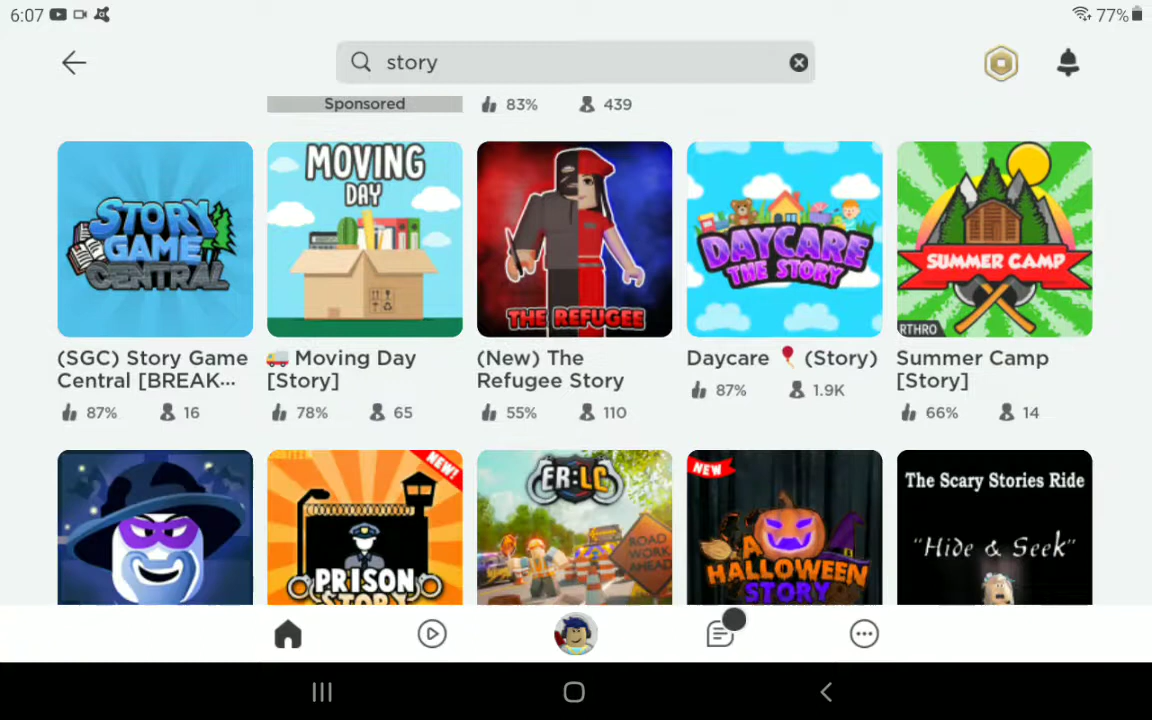 6:07
77%
story
Sponsored
83% 439
STORY
GAME
CENTRAL
MOVING
DAY
THE REFUGEE
DAYCARE
THE STORY
SUMMER CAMP
RTHRO
(SGC) Story Game
Central [BREAK...
87% 16
Moving Day
[Story]
78% 65
(New) The
Refugee Story
55% 110
Daycare (Story)
87% 1.9K
Summer Camp
[Story]
66% 14
NEW!
PRISON
STORY
ER:LC
ROAD
WORK
AHEAD
NEW
A
HALLOWEEN
STORY
The Scary Stories Ride
"Hide & Seek"